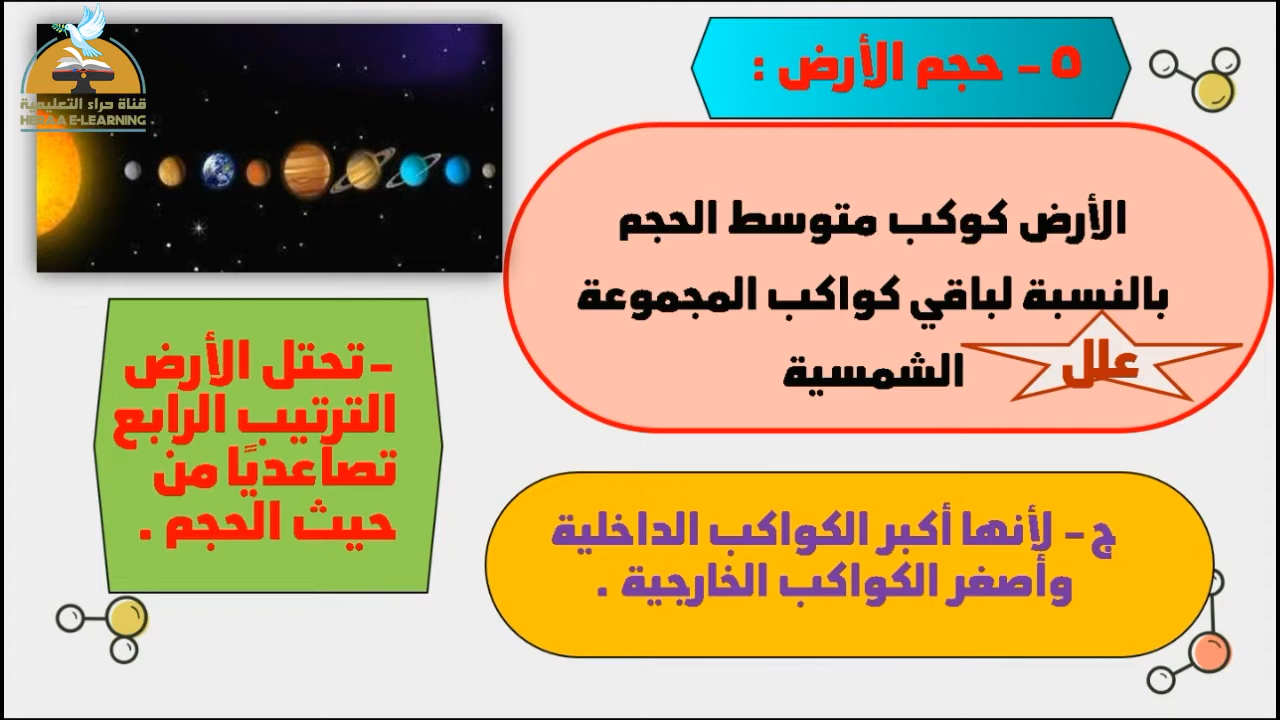 قناة حراء التعليمية
HERAA E-LEARNING
٥ - حجم الأرض :
الأرض كوكب متوسط الحجم
بالنسبة لباقي كواكب المجموعة
الشمسية
علل
ج - لأنها أكبر الكواكب الداخلية
وأصغر الكواكب الخارجية .
-تحتل الأرض
الترتيب الرابع
تصاعديًا من
حيث الحجم .